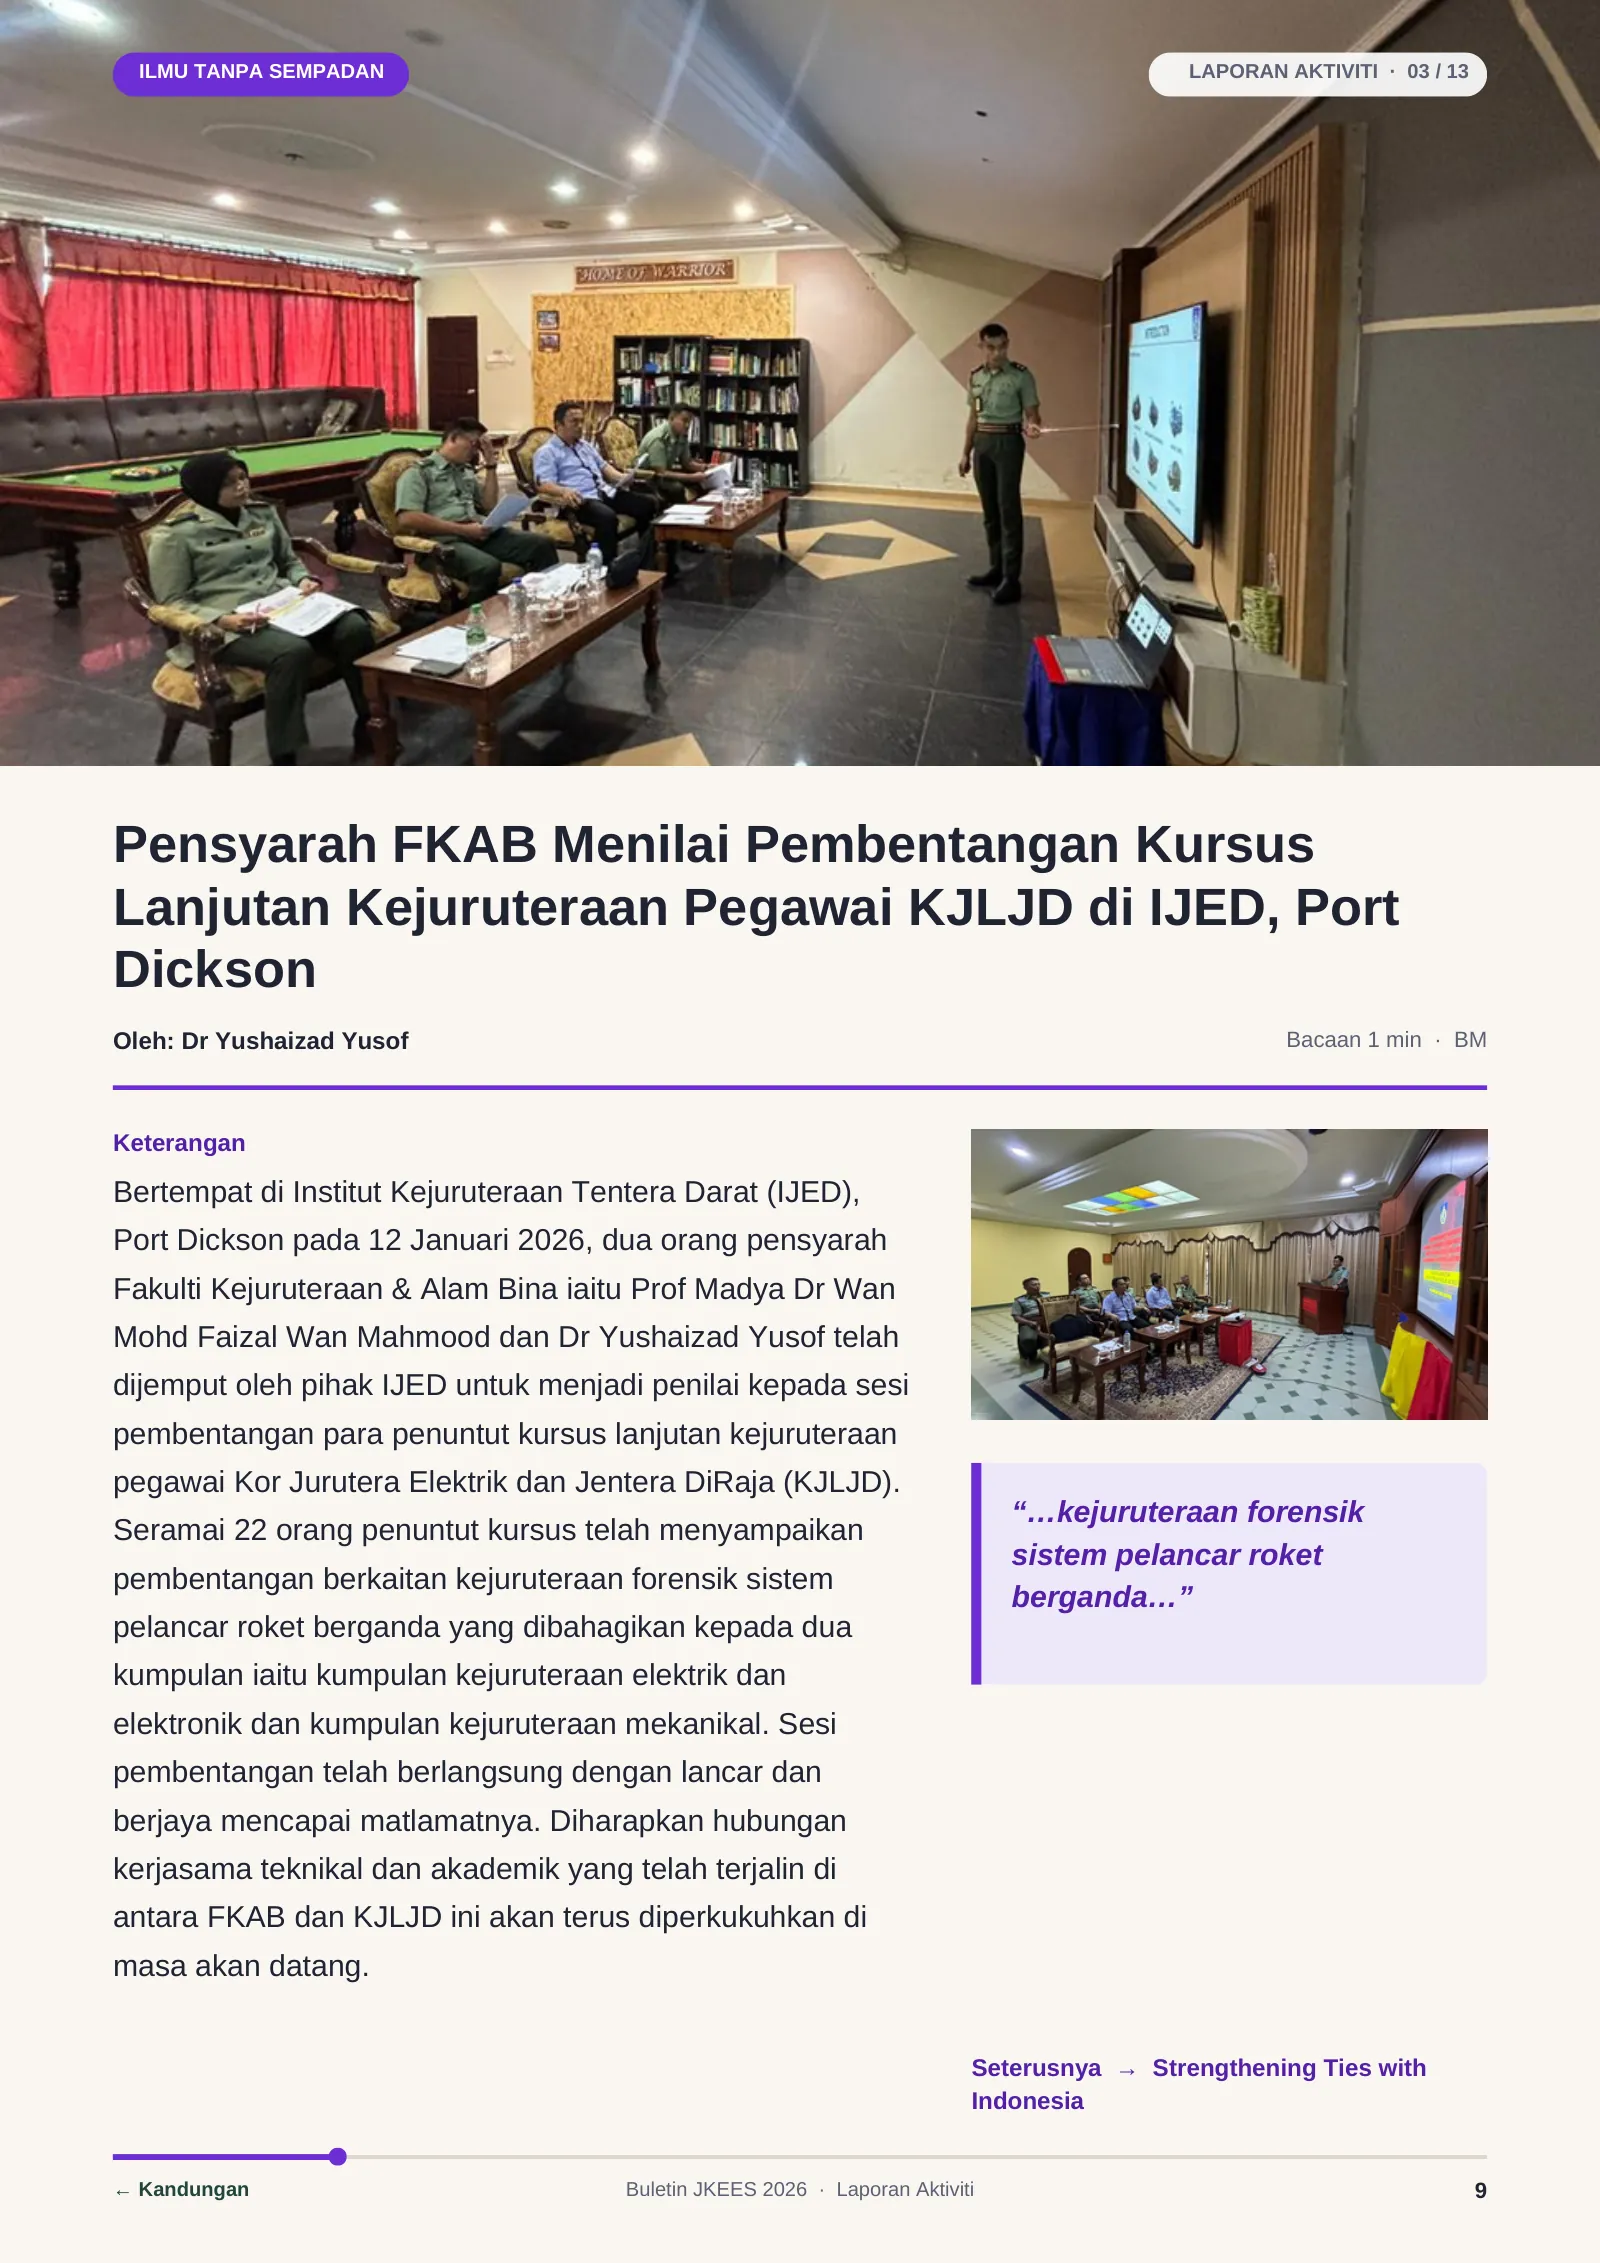 ILMU TANPA SEMPADAN
LAPORAN AKTIVITI · 03 / 13
"HOME OF WARRIOR"
INTRODUCTION
Pensyarah FKAB Menilai Pembentangan Kursus
Lanjutan Kejuruteraan Pegawai KJLJD di IJED, Port
Dickson
Oleh: Dr Yushaizad Yusof
Bacaan 1 min · BM
Keterangan
Bertempat di Institut Kejuruteraan Tentera Darat (IJED),
Port Dickson pada 12 Januari 2026, dua orang pensyarah
Fakulti Kejuruteraan & Alam Bina iaitu Prof Madya Dr Wan
Mohd Faizal Wan Mahmood dan Dr Yushaizad Yusof telah
dijemput oleh pihak IJED untuk menjadi penilai kepada sesi
pembentangan para penuntut kursus lanjutan kejuruteraan
pegawai Kor Jurutera Elektrik dan Jentera DiRaja (KJLJD).
Seramai 22 orang penuntut kursus telah menyampaikan
pembentangan berkaitan kejuruteraan forensik sistem
pelancar roket berganda yang dibahagikan kepada dua
kumpulan iaitu kumpulan kejuruteraan elektrik dan
elektronik dan kumpulan kejuruteraan mekanikal. Sesi
pembentangan telah berlangsung dengan lancar dan
berjaya mencapai matlamatnya. Diharapkan hubungan
kerjasama teknikal dan akademik yang telah terjalin di
antara FKAB dan KJLJD ini akan terus diperkukuhkan di
masa akan datang.
“…kejuruteraan forensik
sistem pelancar roket
berganda…”
Seterusnya → Strengthening Ties with
Indonesia
← Kandungan
Buletin JKEES 2026 · Laporan Aktiviti
9